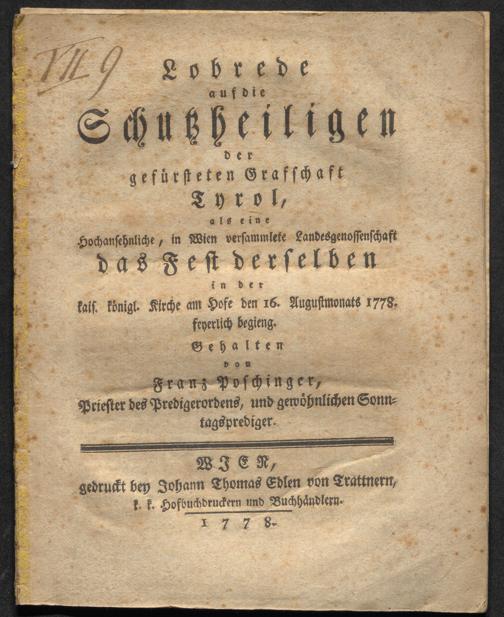 VII 9
Lobrede
auf die
Schutzheiligen
der
gefürsteten Grafschaft
Tyrol,
als eine
Hochansehnliche, in Wien versammlete Landesgenossenschaft
das Fest derselben
in der
kais. königl. Kirche am Hofe den 16. Augustmonats 1778.
feyerlich begieng.
Gehalten
von
Franz Poschinger,
Priester des Predigerordens, und gewöhnlichen Sonn-
tagsprediger.
WIEN,
gedruckt bey Johann Thomas Edlen von Trattnern,
k. k. Hofbuchdruckern und Buchhändlern.
1778.